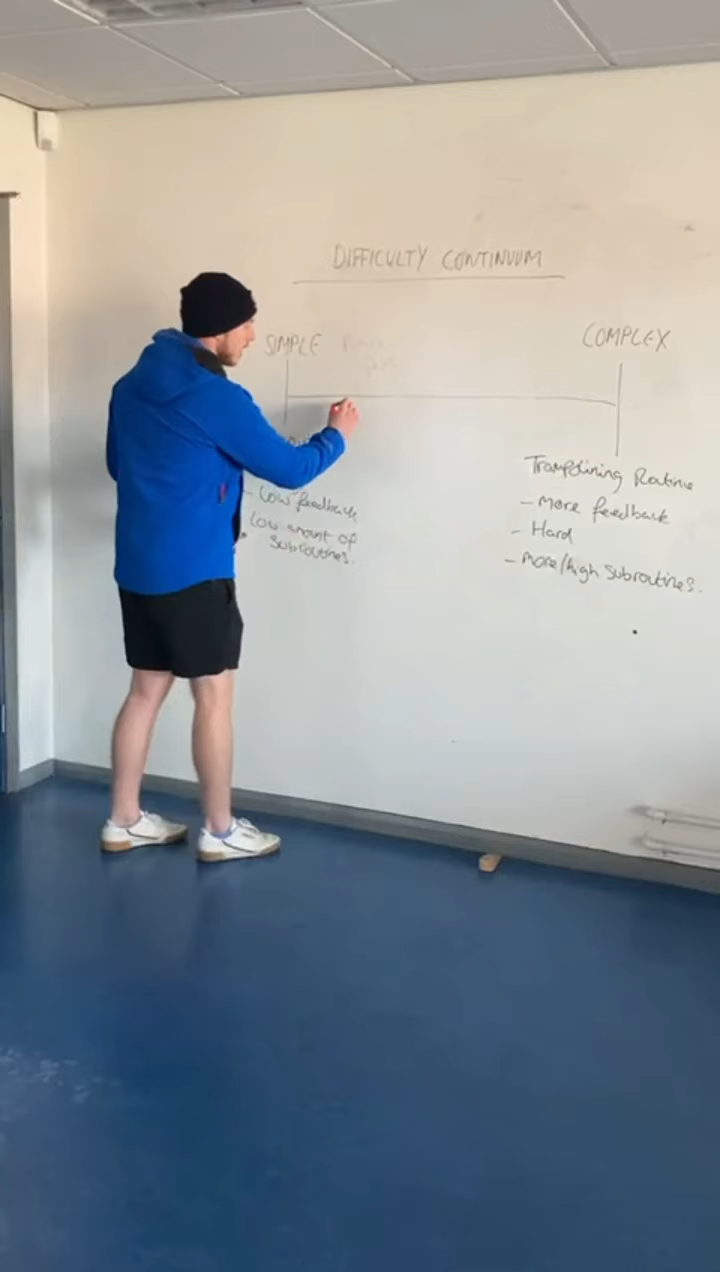 DIFFICULTY CONTINUUM
SIMPLE
COMPLEX
- Low feedback
Low amount of
subroutines.
Trampolining Routine
- More feedback
- Hard
- More/high subroutines.